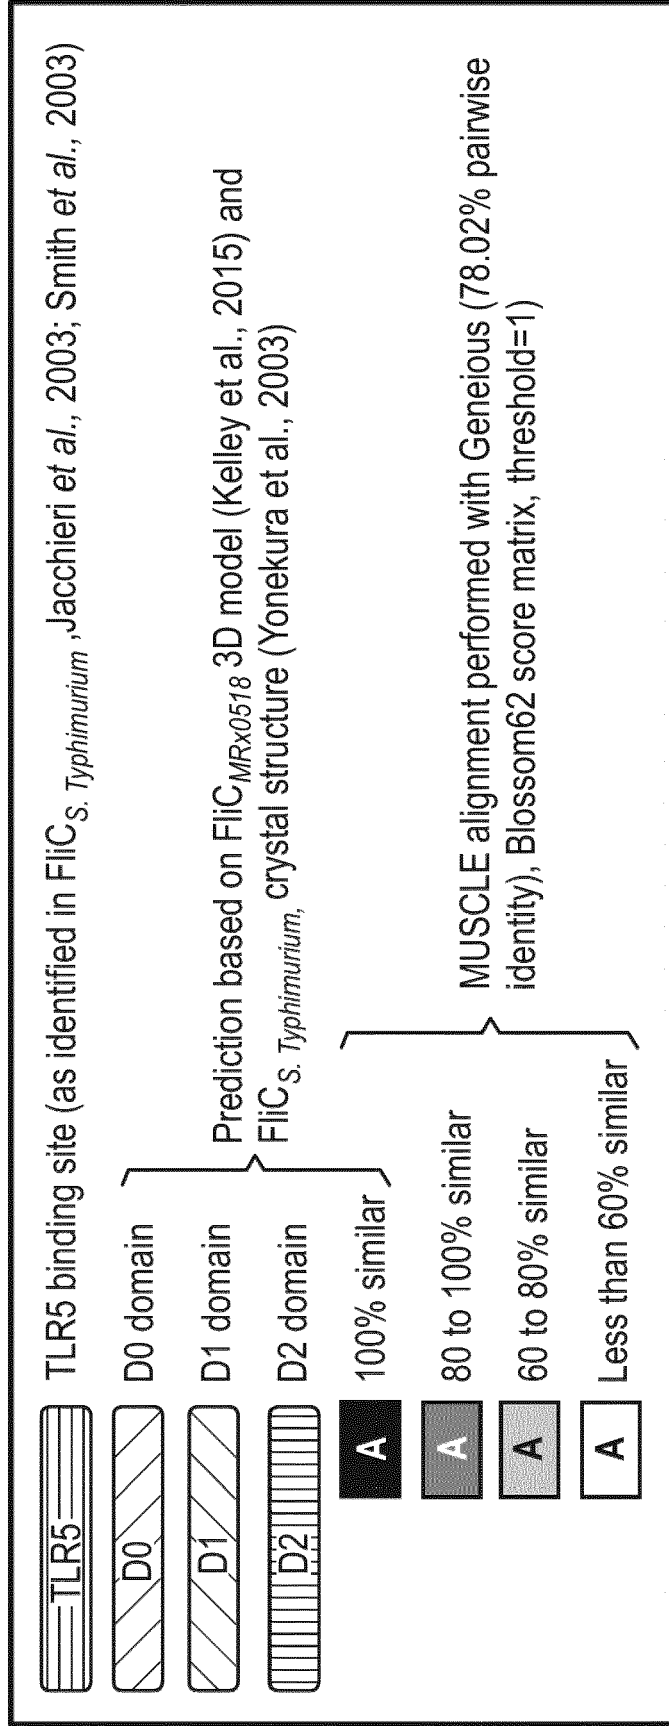 TLR5 TLR5 binding site (as identified in FliC S. Typhimurium ,Jacchieri et al., 2003; Smith et al., 2003)
D0 D0 domain
D1 D1 domain
D2 D2 domain
Prediction based on FliC MRx0518 3D model (Kelley et al., 2015) and
FliC S. Typhimurium, crystal structure (Yonekura et al., 2003)
A 100% similar
A 80 to 100% similar
A 60 to 80% similar
A Less than 60% similar
MUSCLE alignment performed with Geneious (78.02% pairwise
identity), Blossom62 score matrix, threshold=1)